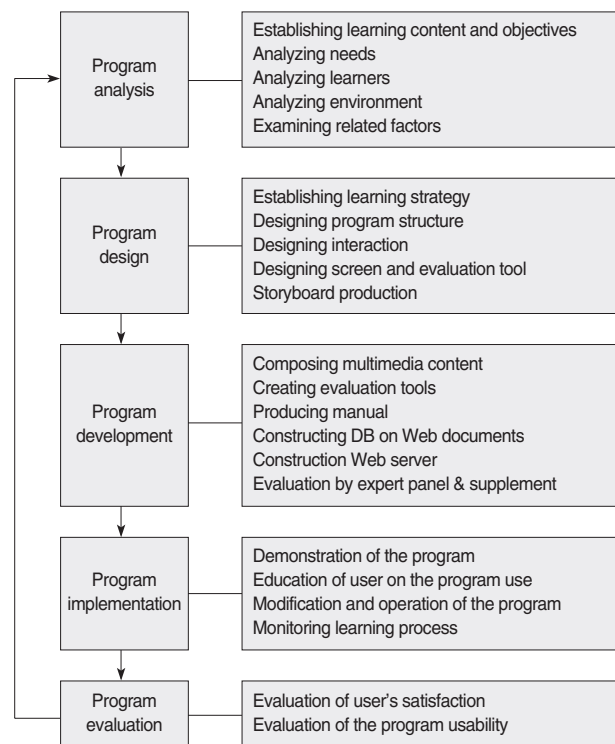 Program
analysis
Establishing learning content and objectives
Analyzing needs
Analyzing learners
Analyzing environment
Examining related factors
Program
design
Establishing learning strategy
Designing program structure
Designing interaction
Designing screen and evaluation tool
Storyboard production
Program
development
Composing multimedia content
Creating evaluation tools
Producing manual
Constructing DB on Web documents
Construction Web server
Evaluation by expert panel & supplement
Program
implementation
Demonstration of the program
Education of user on the program use
Modification and operation of the program
Monitoring learning process
Program
evaluation
Evaluation of user's satisfaction
Evaluation of the program usability